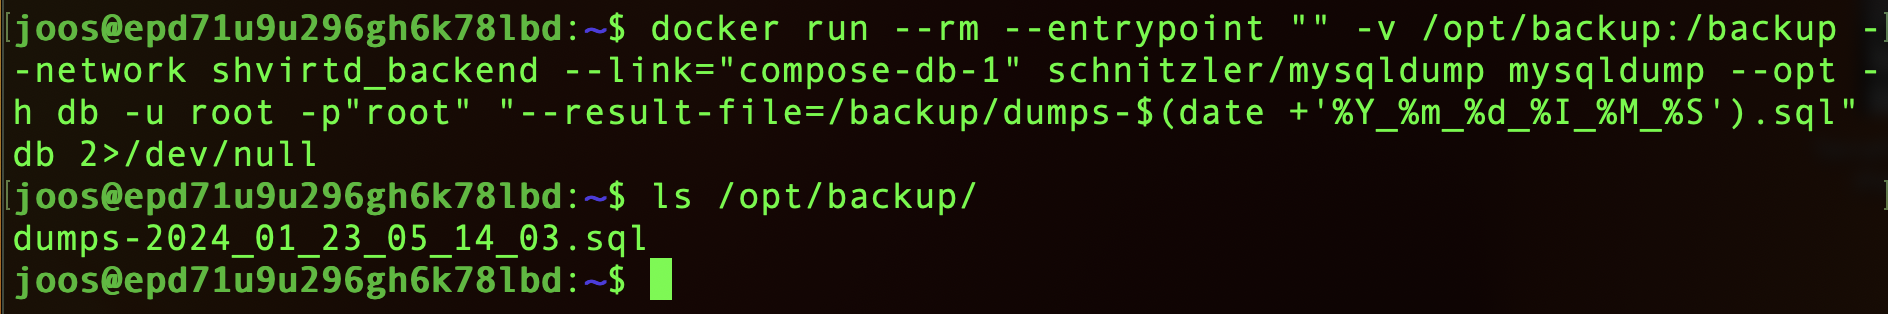 joos@epd71u9u296gh6k78lbd:~$ docker run --rm --entrypoint "" -v /opt/backup:/backup -
-network shvirtd_backend --link="compose-db-1" schnitzler/mysqldump mysqldump --opt -
h db -u root -p"root" "--result-file=/backup/dumps-$(date +'%Y_%m_%d_%I_%M_%S').sql"
db 2>/dev/null
joos@epd71u9u296gh6k78lbd:~$ ls /opt/backup/
dumps-2024_01_23_05_14_03.sql
joos@epd71u9u296gh6k78lbd:~$